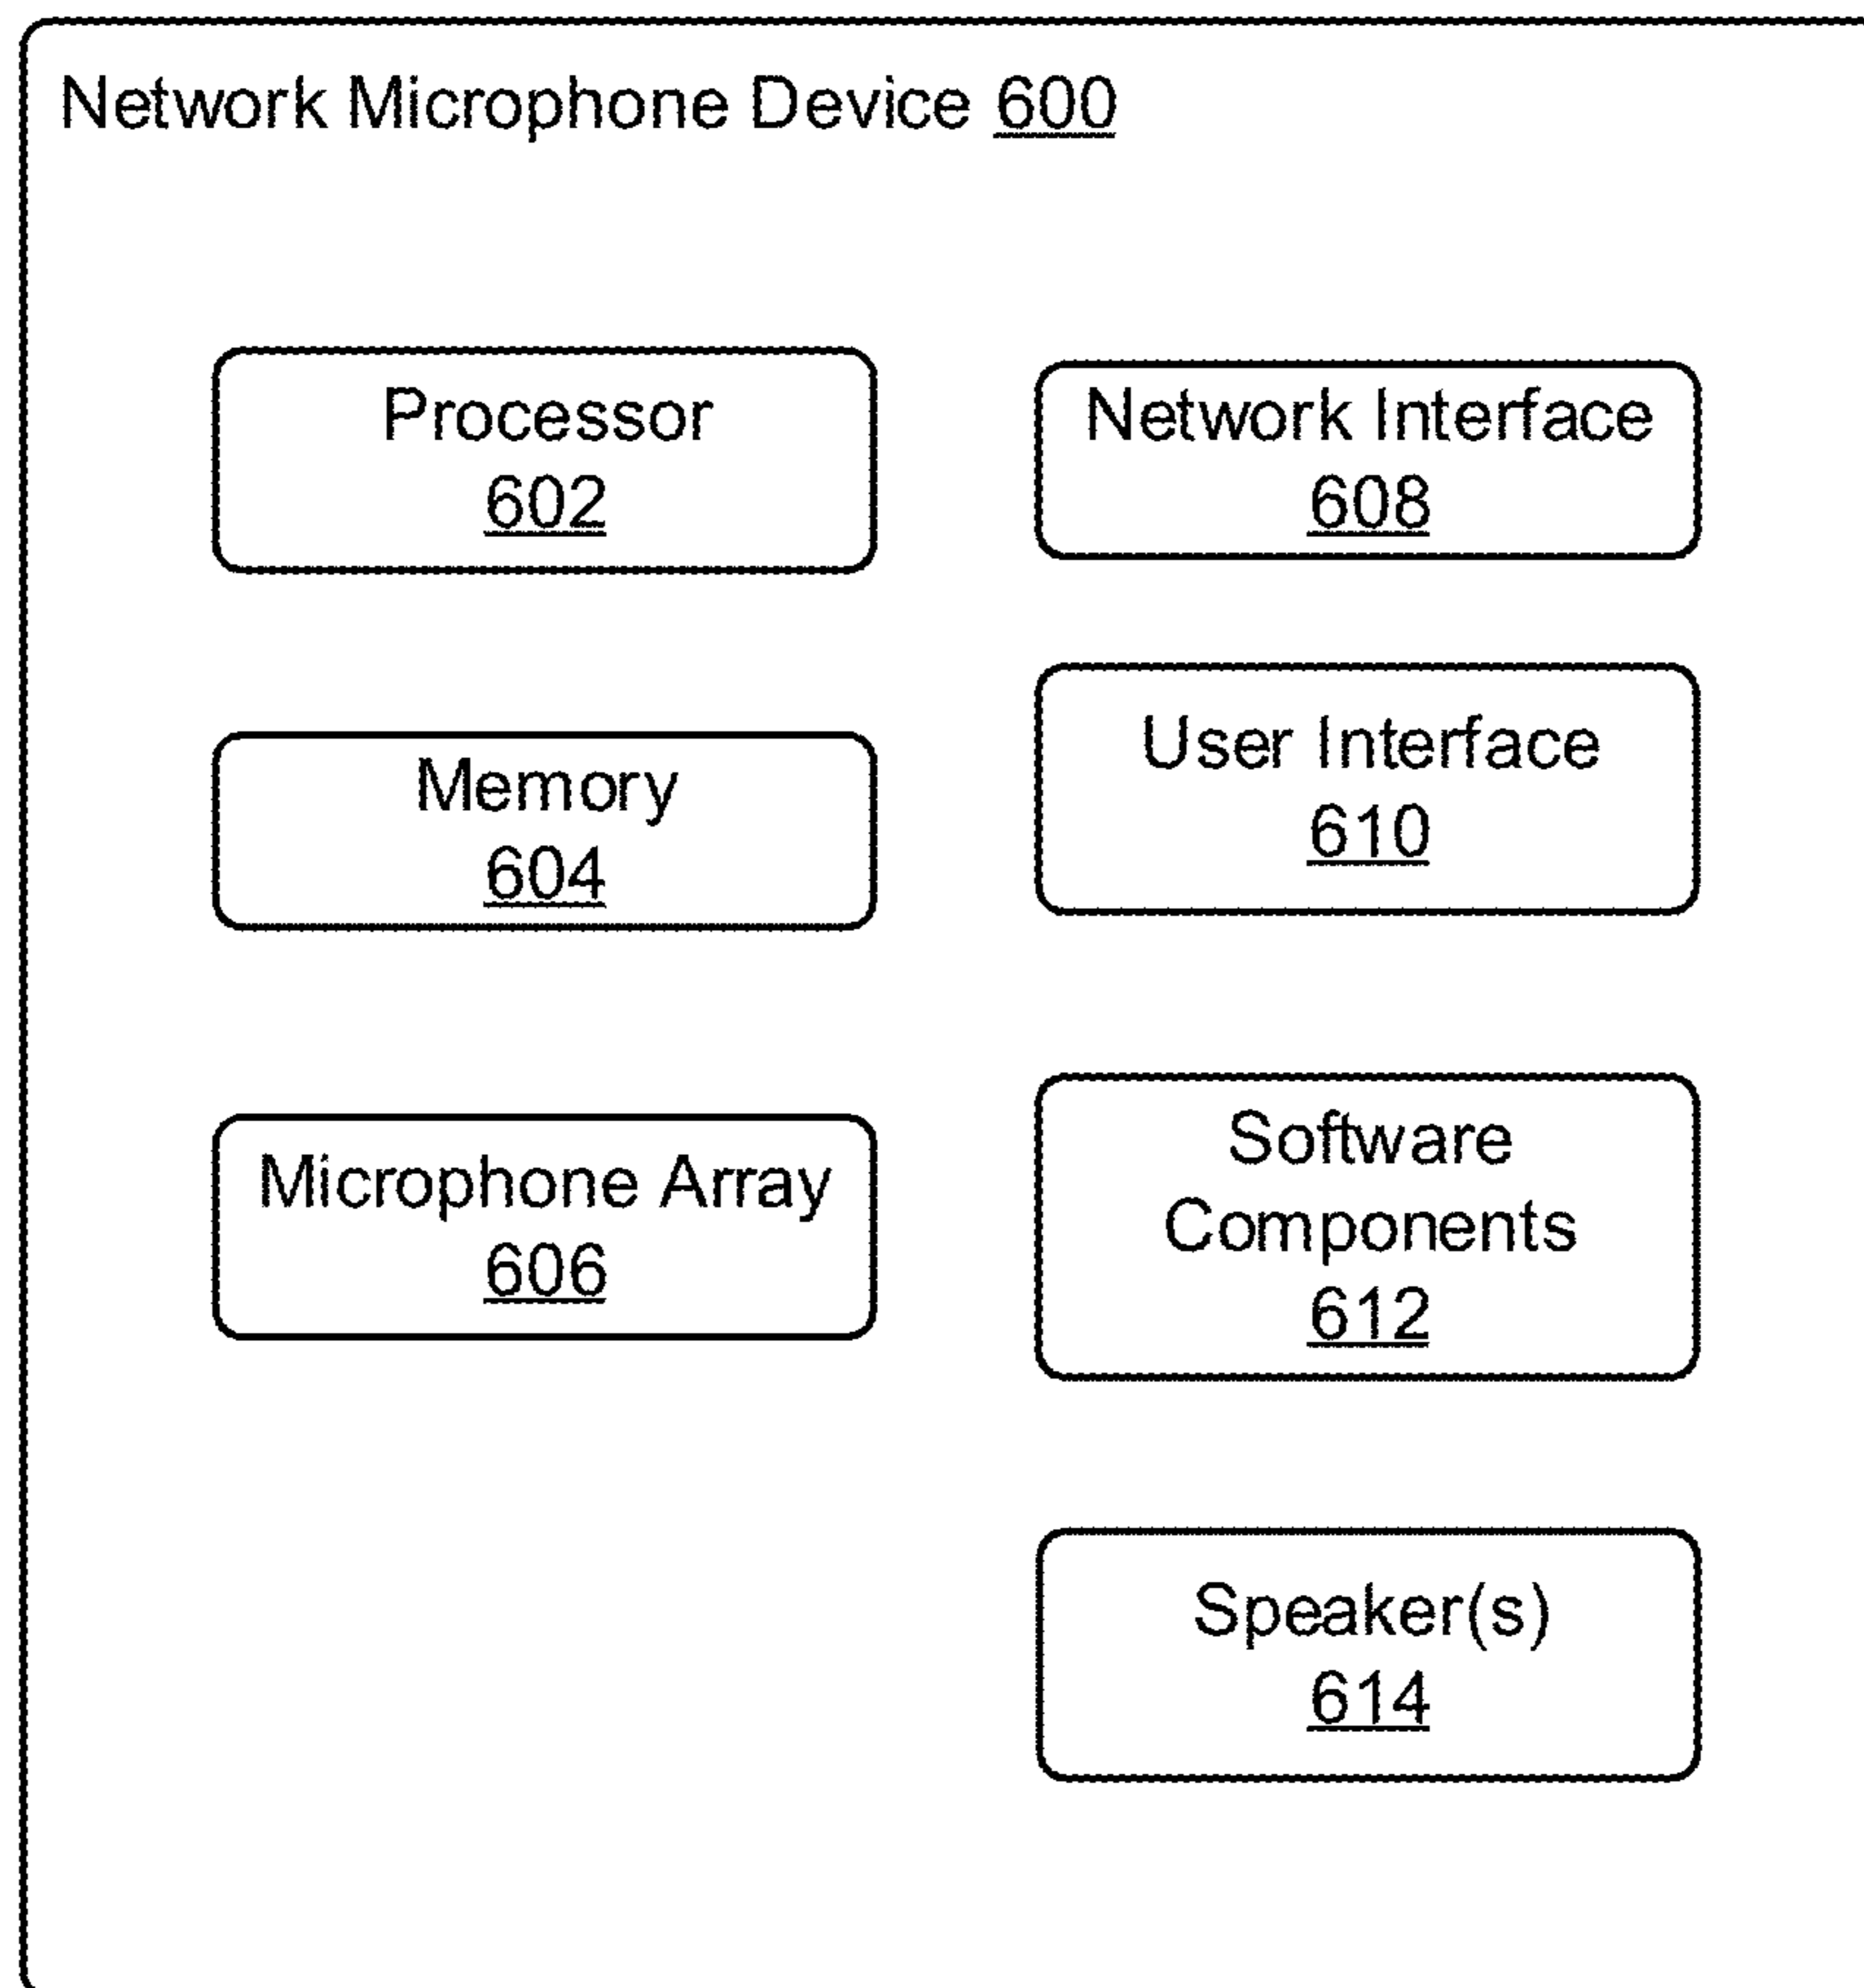 Network Microphone Device 600
Processor
602
Memory
604
Microphone Array
606
Network Interface
608
User Interface
610
Software
Components
612
Speaker(s)
614